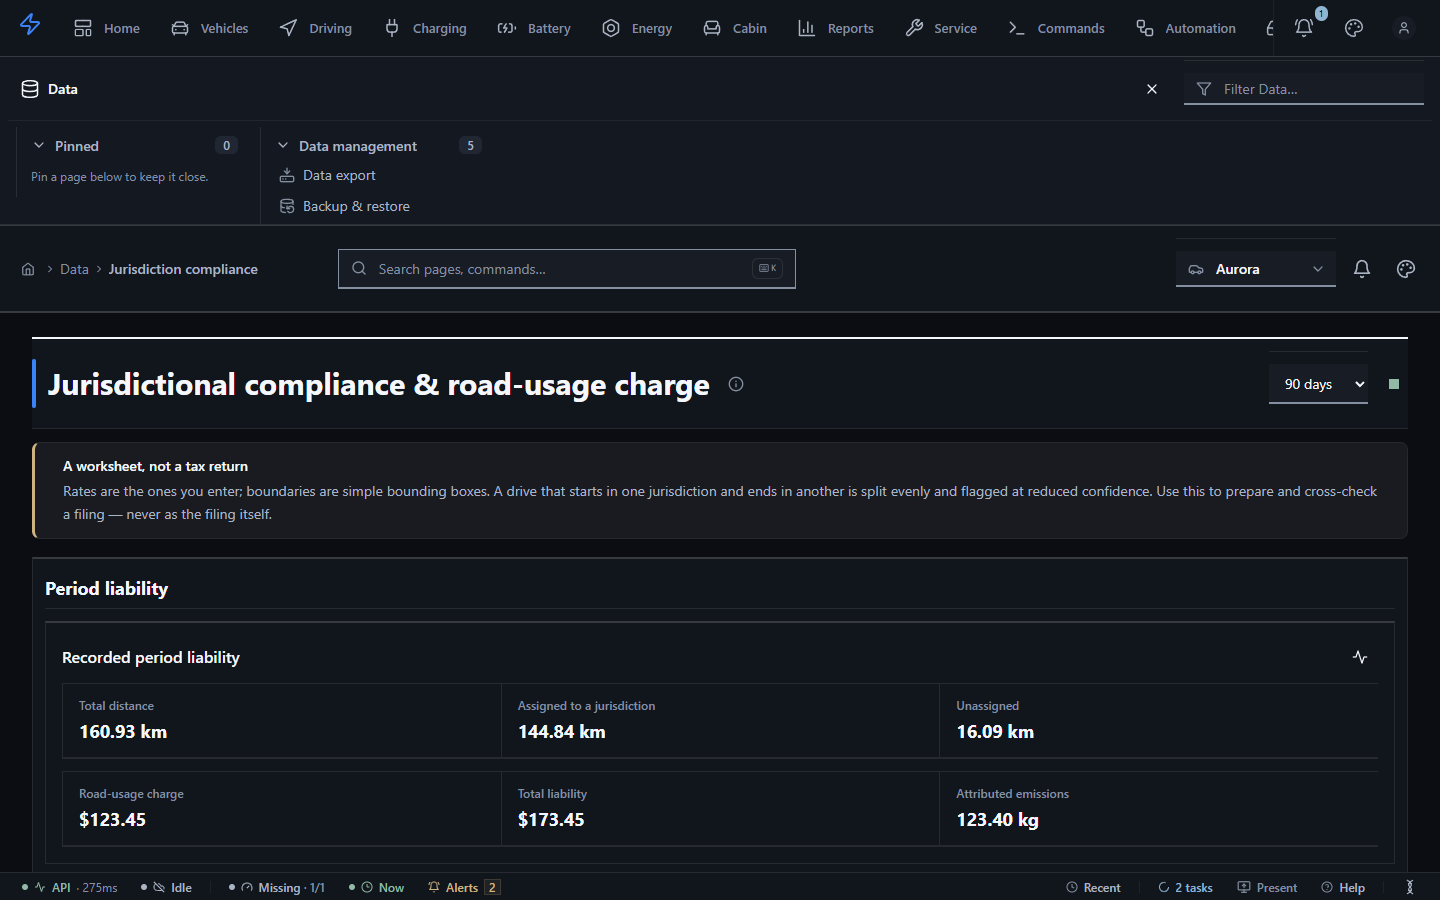 Home
Vehicles
Driving
Charging
Battery
Energy
Cabin
Reports
Service
Commands
Automation
1
Data
Filter Data...
Pinned
0
Data management
5
Pin a page below to keep it close.
Data export
Backup & restore
Data
Jurisdiction compliance
Search pages, commands...
K
Aurora
Jurisdictional compliance & road-usage charge
90 days
A worksheet, not a tax return
Rates are the ones you enter; boundaries are simple bounding boxes. A drive that starts in one jurisdiction and ends in another is split evenly and flagged at reduced confidence. Use this to prepare and cross-check
a filing — never as the filing itself.
Period liability
Recorded period liability
Total distance
160.93 km
Assigned to a jurisdiction
144.84 km
Unassigned
16.09 km
Road-usage charge
$123.45
Total liability
$173.45
Attributed emissions
123.40 kg
API · 275ms
Idle
Missing · 1/1
Now
Alerts 2
Recent
2 tasks
Present
Help